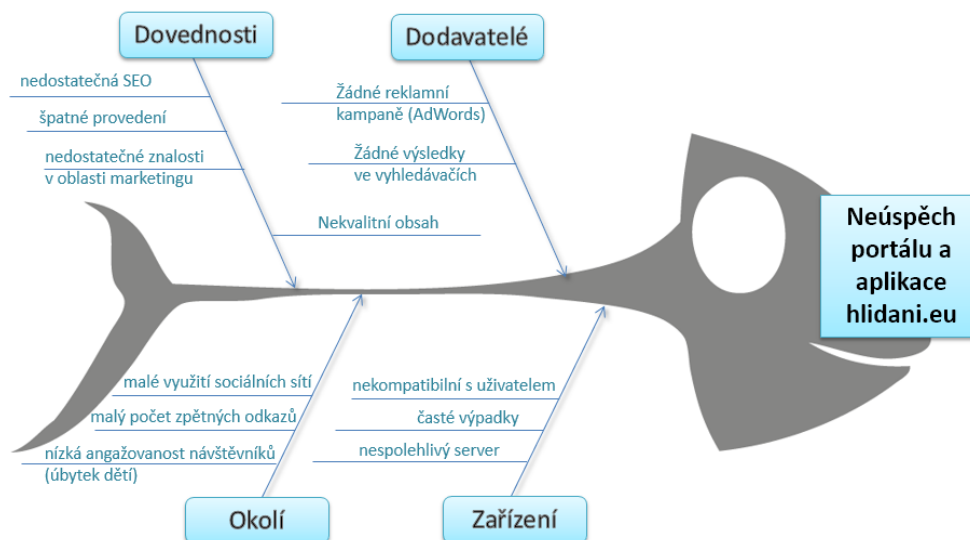 Dovednosti
Dodavatelé
nedostatečná SEO
špatné provedení
nedostatečné znalosti
v oblasti marketingu
Žádné reklamní
kampaně (AdWords)
Žádné výsledky
ve vyhledávačích
Nekvalitní obsah
Neúspěch
portálu a
aplikace
hlidani.eu
malé využití sociálních sítí
malý počet zpětných odkazů
nízká angažovanost návštěvníků
(úbytek dětí)
nekompatibilní s uživatelem
časté výpadky
nespolehlivý server
Okolí
Zařízení